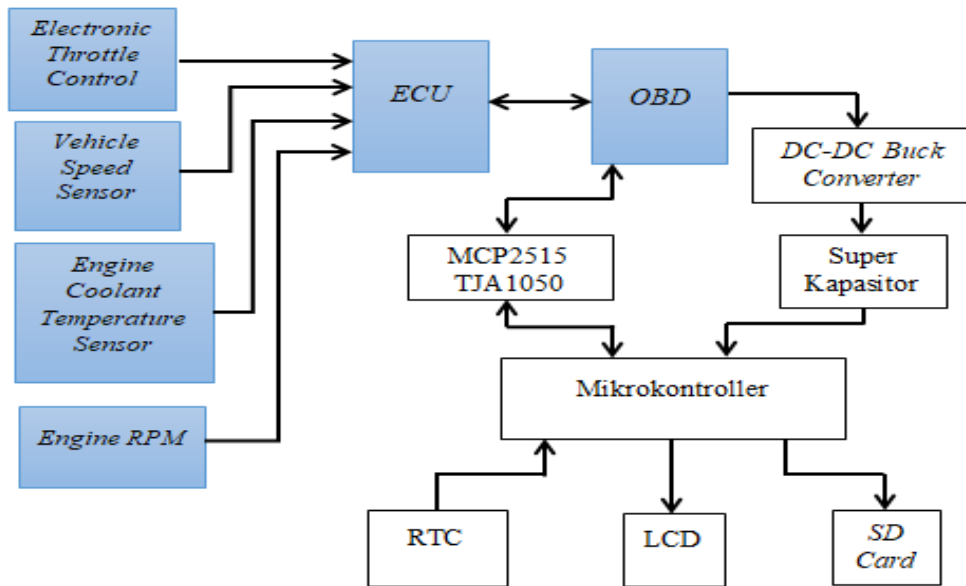 Electronic
Throttle
Control
ECU
OBD
Vehicle
Speed
Sensor
DC-DC Buck
Converter
Engine
Coolant
Temperature
Sensor
MCP2515
TJA1050
Super
Kapasitor
Mikrokontroller
Engine RPM
RTC
LCD
SD
Card